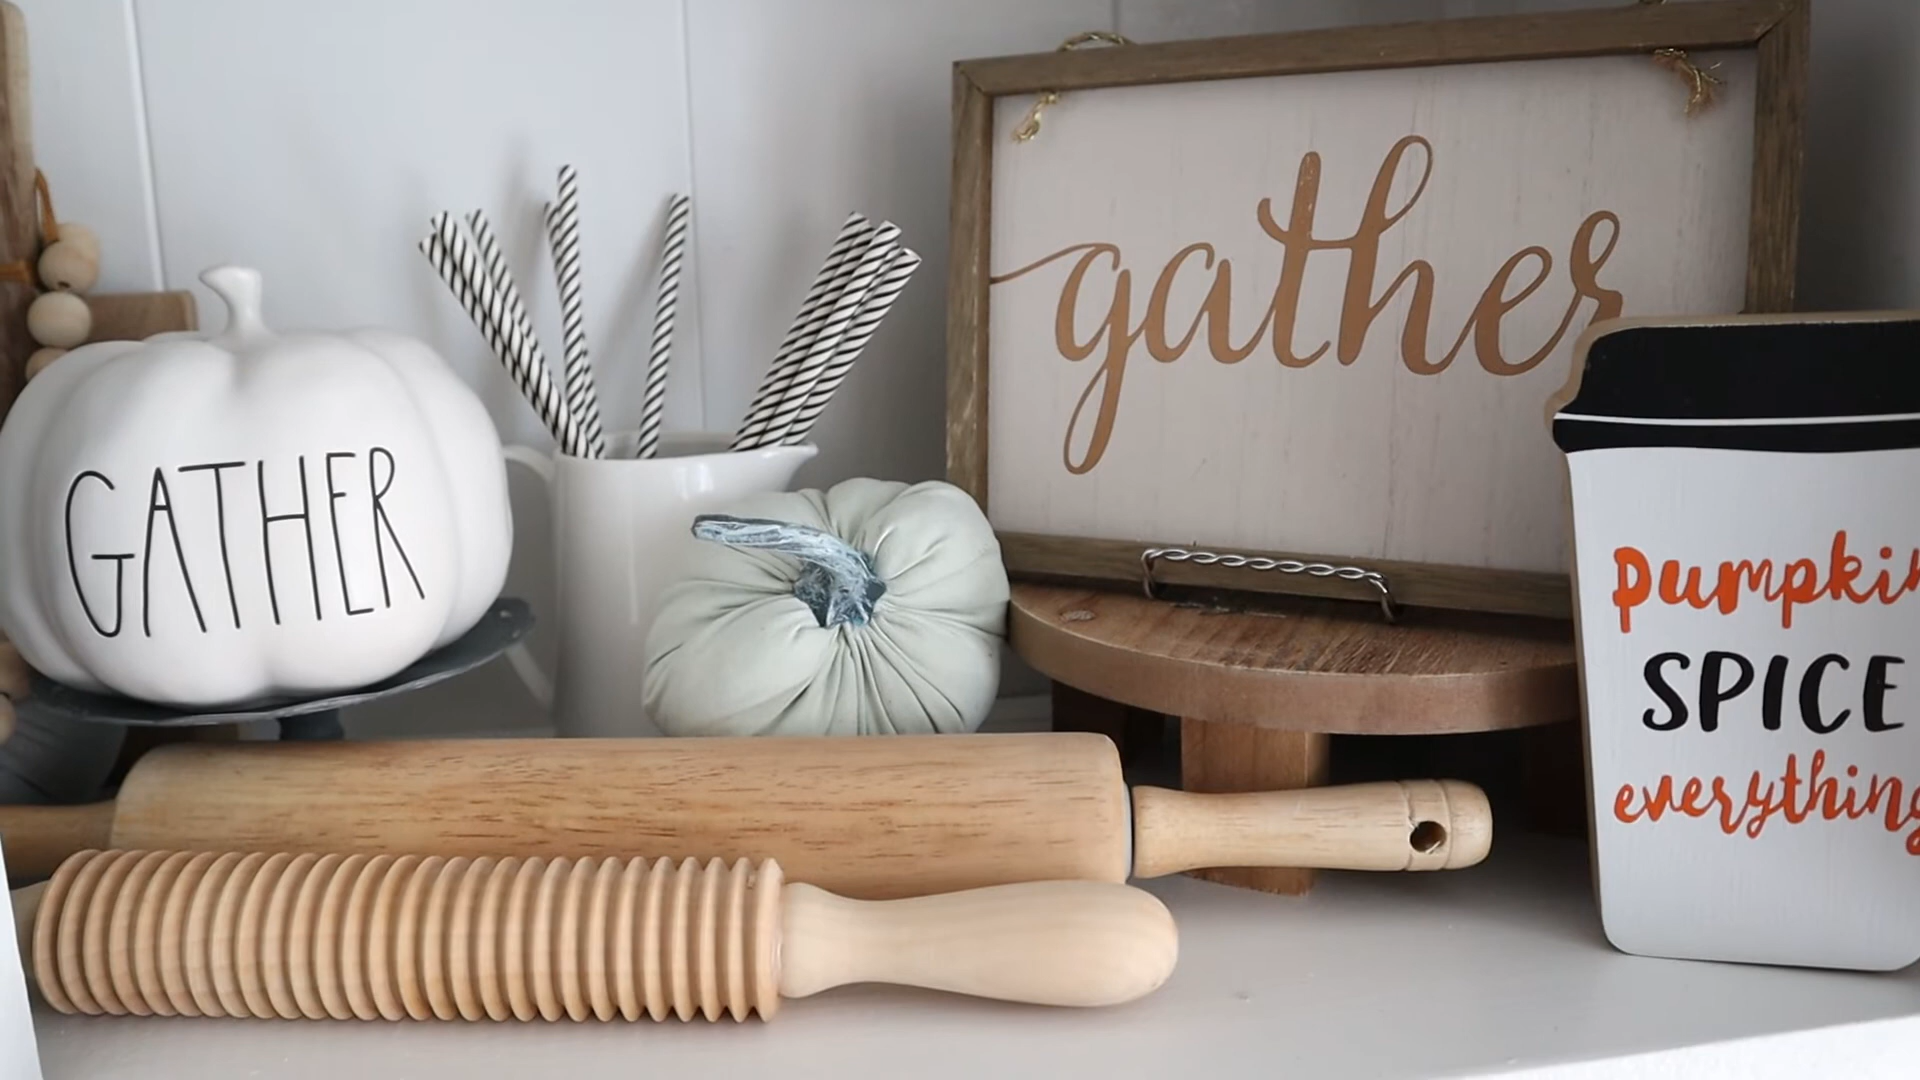 GATHER
gather
Pumpkin
SPICE
everything